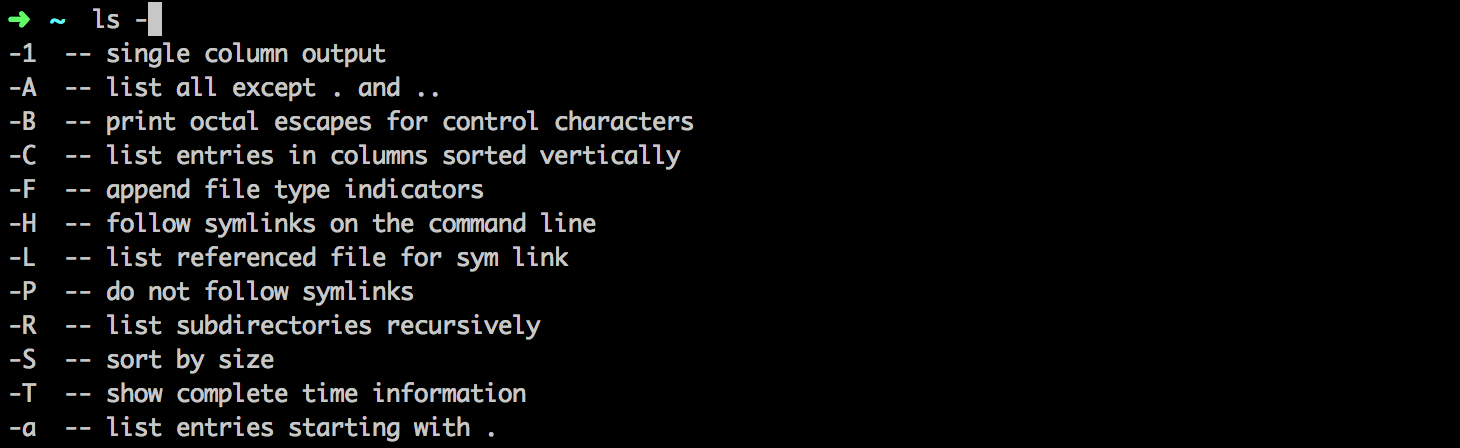 ➜ ~ ls -
-1 -- single column output
-A -- list all except . and ..
-B -- print octal escapes for control characters
-C -- list entries in columns sorted vertically
-F -- append file type indicators
-H -- follow symlinks on the command line
-L -- list referenced file for sym link
-P -- do not follow symlinks
-R -- list subdirectories recursively
-S -- sort by size
-T -- show complete time information
-a -- list entries starting with .